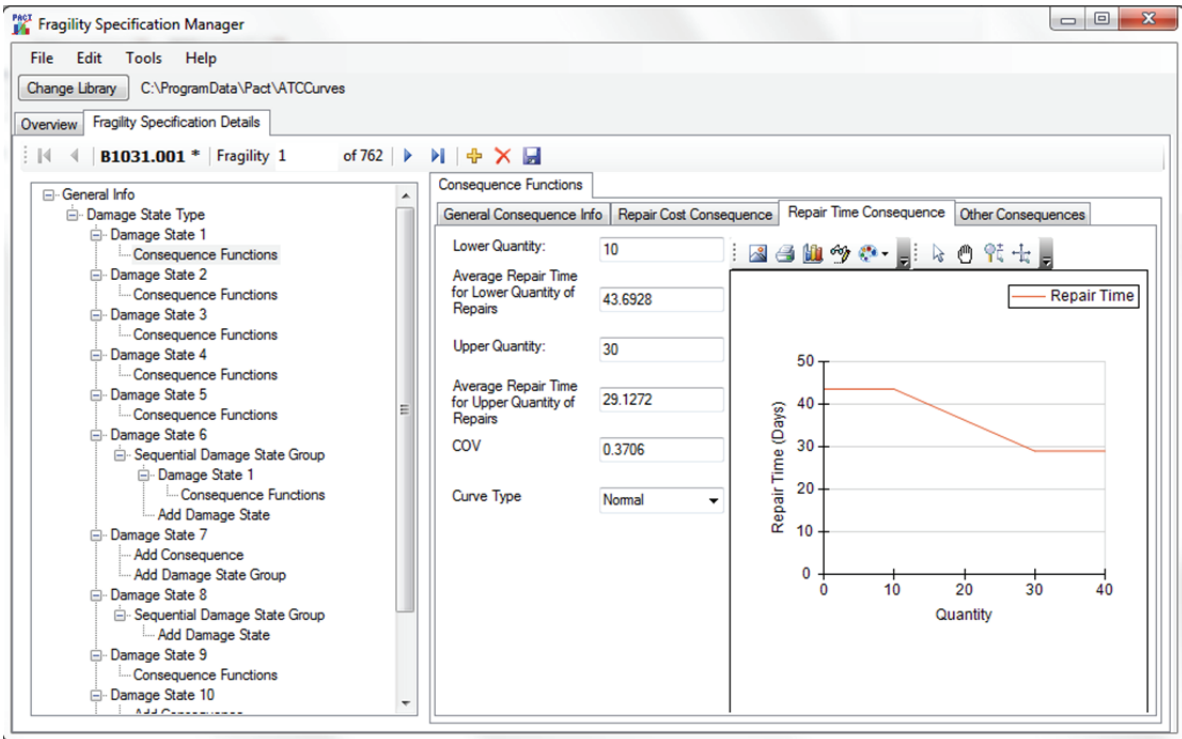 PACT Fragility Specification Manager
File Edit Tools Help
Change Library C:\ProgramData\Pact\ATCCurves
Overview Fragility Specification Details
B1031.001 * Fragility 1 of 762
General Info
Damage State Type
Damage State 1
Consequence Functions
Damage State 2
Consequence Functions
Damage State 3
Consequence Functions
Damage State 4
Consequence Functions
Damage State 5
Consequence Functions
Damage State 6
Sequential Damage State Group
Damage State 1
Consequence Functions
Add Damage State
Damage State 7
Add Consequence
Add Damage State Group
Damage State 8
Sequential Damage State Group
Add Damage State
Damage State 9
Consequence Functions
Damage State 10
Add Consequence
Consequence Functions
General Consequence Info Repair Cost Consequence Repair Time Consequence Other Consequences
Lower Quantity: 10
Average Repair Time
for Lower Quantity of
Repairs
43.6928
Upper Quantity: 30
Average Repair Time
for Upper Quantity of
Repairs
29.1272
COV 0.3706
Curve Type Normal
Repair Time
Repair Time (Days)
50
40
30
20
10
0
0 10 20 30 40
Quantity